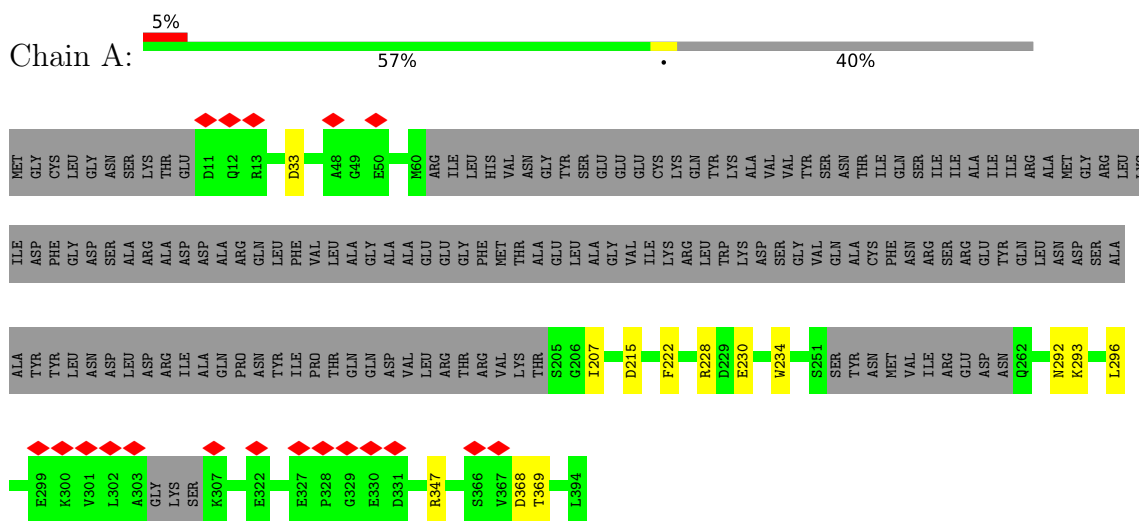 5%
Chain A:
57%
•
40%
MET GLY CYS LEU GLY ASN SER LYS THR GLU D11 Q12 R13 D33 A48 G49 E50 M60 ARG ILE LEU HIS VAL ASN GLY TYR SER GLU GLU GLU CYS LYS GLN TYR LYS ALA VAL VAL TYR SER ASN THR ILE GLN SER ILE ILE ALA ILE ILE ARG ALA MET GLY ARG LEU
ILE ASP PHE GLY ASP SER ALA ARG ALA ASP ASP ALA ARG GLN LEU PHE VAL LEU ALA GLY ALA ALA GLU GLU GLY PHE MET THR ALA GLU LEU ALA GLY VAL ILE LYS ARG LEU TRP LYS ASP SER GLY VAL GLN ALA CYS PHE ASN ARG SER ARG GLU TYR GLN LEU ASN ASP SER ALA
ALA TYR TYR LEU ASN ASP LEU ASP ARG ILE ALA GLN PRO ASN TYR ILE PRO THR GLN GLN ASP VAL LEU ARG THR ARG VAL LYS THR S205 G206 I207 D215 F222 R228 D229 E230 W234 S251 SER TYR ASN MET VAL ILE ARG GLU ASP ASN Q262 N292 K293 L296
E299 K300 V301 L302 A303 GLY LYS SER K307 E322 E327 P328 G329 E330 D331 R347 S366 V367 D368 T369 L394